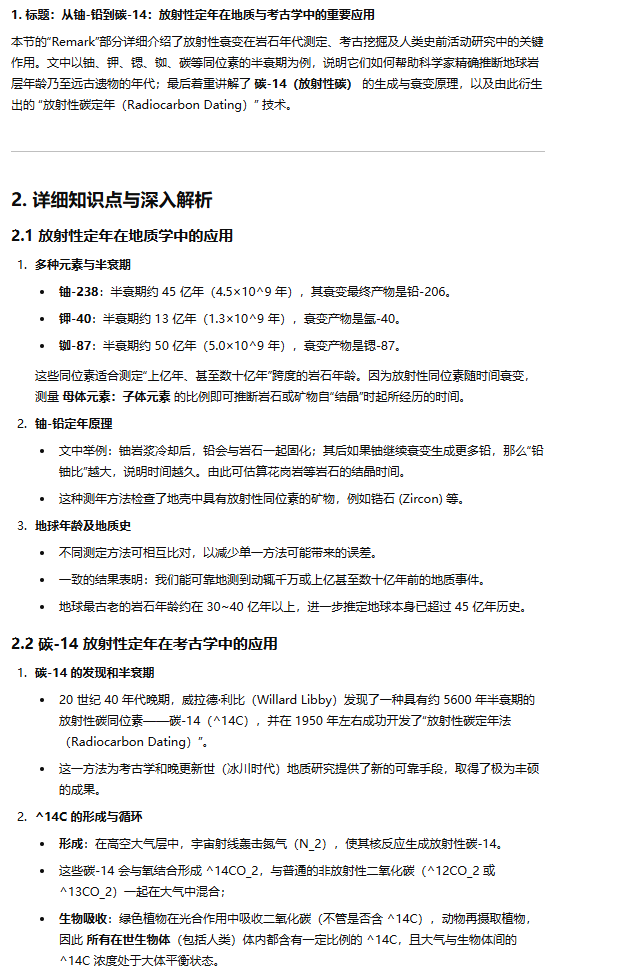 1. 标题：从铀-铅到碳-14：放射性定年在地质与考古学中的重要应用
本节的“Remark”部分详细介绍了放射性衰变在岩石年代测定、考古挖掘及人类史前活动研究中的关键
作用。文中以铀、钾、锶、铷、碳等同位素的半衰期为例，说明它们如何帮助科学家精确推断地球岩
层年龄乃至远古遗物的年代；最后着重讲解了 碳-14（放射性碳） 的生成与衰变原理，以及由此衍生
出的 “放射性碳定年（Radiocarbon Dating）” 技术。
2. 详细知识点与深入解析
2.1 放射性定年在地质学中的应用
1. 多种元素与半衰期
• 铀-238：半衰期约 45 亿年（4.5×10^9 年），其衰变最终产物是铅-206。
• 钾-40：半衰期约 13 亿年（1.3×10^9 年），衰变产物是氩-40。
• 铷-87：半衰期约 50 亿年（5.0×10^9 年），衰变产物是锶-87。
这些同位素适合测定“上亿年、甚至数十亿年”跨度的岩石年龄。因为放射性同位素随时间衰变，
测量 母体元素：子体元素 的比例即可推断岩石或矿物自“结晶”时起所经历的时间。
2. 铀-铅定年原理
• 文中举例：铀岩浆冷却后，铅会与岩石一起固化；其后如果铀继续衰变生成更多铅，那么“铅
铀比”越大，说明时间越久。由此可估算花岗岩等岩石的结晶时间。
• 这种测年方法检查了地壳中具有放射性同位素的矿物，例如锆石 (Zircon) 等。
3. 地球年龄及地质史
• 不同测定方法可相互比对，以减少单一方法可能带来的误差。
• 一致的结果表明：我们能可靠地测到动辄千万或上亿甚至数十亿年前的地质事件。
• 地球最古老的岩石年龄约在 30~40 亿年以上，进一步推定地球本身已超过 45 亿年历史。
2.2 碳-14 放射性定年在考古学中的应用
1. 碳-14 的发现和半衰期
• 20 世纪 40 年代晚期，威拉德·利比（Willard Libby）发现了一种具有约 5600 年半衰期的
放射性碳同位素——碳-14（^14C），并在 1950 年左右成功开发了“放射性碳定年法
（Radiocarbon Dating）”。
• 这一方法为考古学和晚更新世（冰川时代）地质研究提供了新的可靠手段，取得了极为丰硕
的成果。
2. ^14C 的形成与循环
• 形成：在高空大气层中，宇宙射线轰击氮气（N_2），使其核反应生成放射性碳-14。
• 这些碳-14 会与氧结合形成 ^14CO_2，与普通的非放射性二氧化碳（^12CO_2 或
^13CO_2）一起在大气中混合；
• 生物吸收：绿色植物在光合作用中吸收二氧化碳（不管是否含 ^14C），动物再摄取植物，
因此 所有在世生物体（包括人类）体内都含有一定比例的 ^14C，且大气与生物体间的
^14C 浓度处于大体平衡状态。